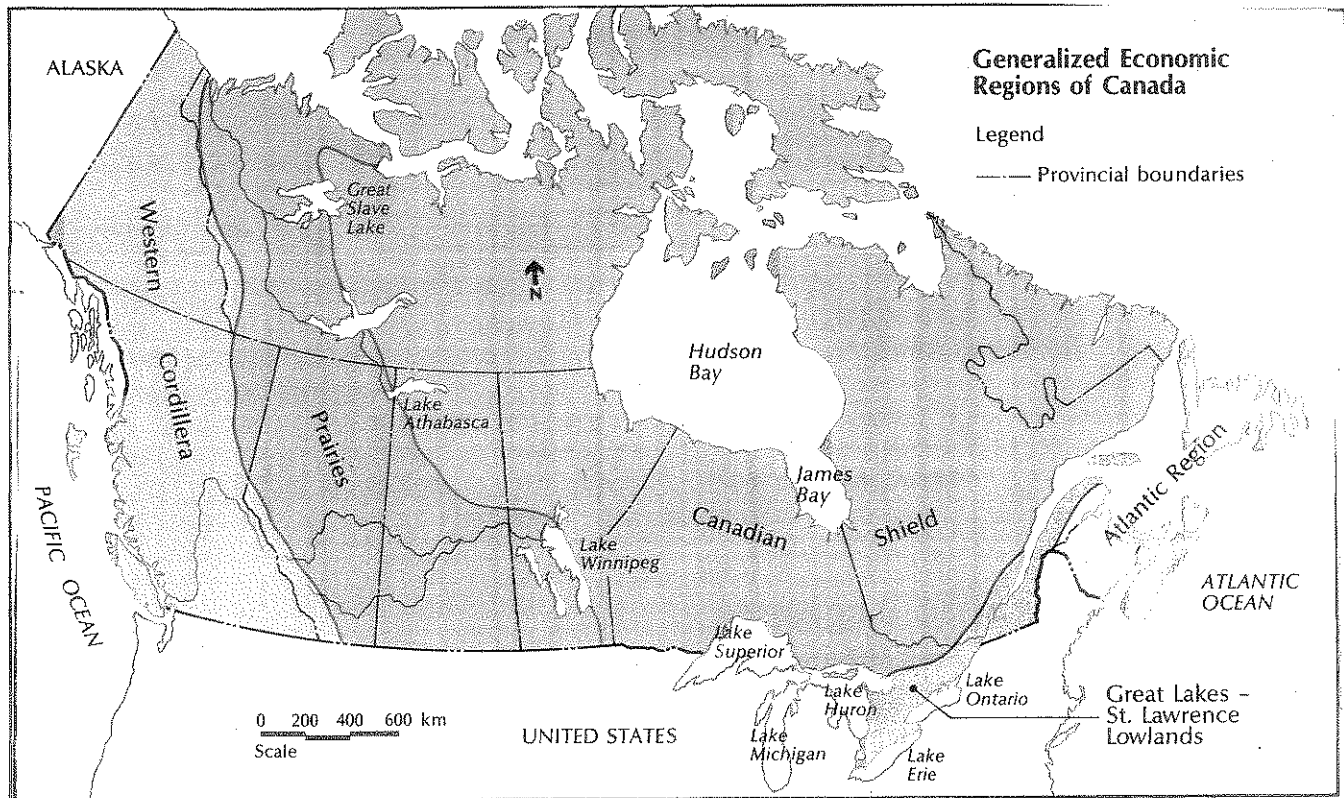 ALASKA
Generalized Economic
Regions of Canada
Legend
Provincial boundaries
Great
Slave
Lake
Western
N
Hudson
Bay
Cordillera
Prairies
Lake
Athabasca
James
Bay
Canadian
Shield
Atlantic Region
Lake
Winnipeg
PACIFIC OCEAN
ATLANTIC
OCEAN
Lake
Superior
Lake
Huron
Lake
Ontario
Great Lakes –
St. Lawrence
Lowlands
0 200 400 600 km
Scale
UNITED STATES
Lake
Michigan
Lake
Erie